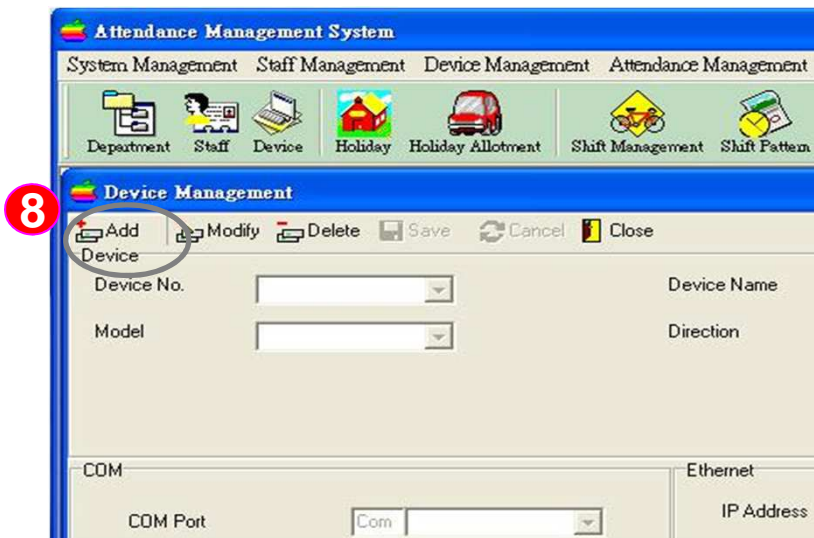 Attendance Management System
System Management Staff Management Device Management Attendance Management
Department Staff Device Holiday Holiday Allotment Shift Management Shift Pattern
8
Device Management
Add Modify Delete Save Cancel Close
Device
Device No. Device Name
Model Direction
COM Ethernet
COM Port Com IP Address